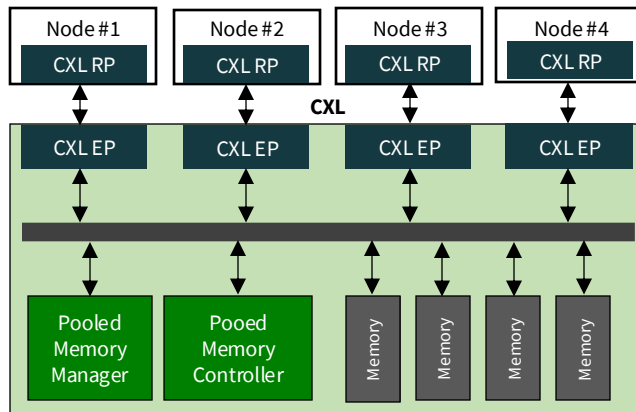 Node #1
Node #2
Node #3
Node #4
CXL RP
CXL RP
CXL RP
CXL RP
CXL
CXL EP
CXL EP
CXL EP
CXL EP
Pooled
Memory
Manager
Pooed
Memory
Controller
Memory
Memory
Memory
Memory